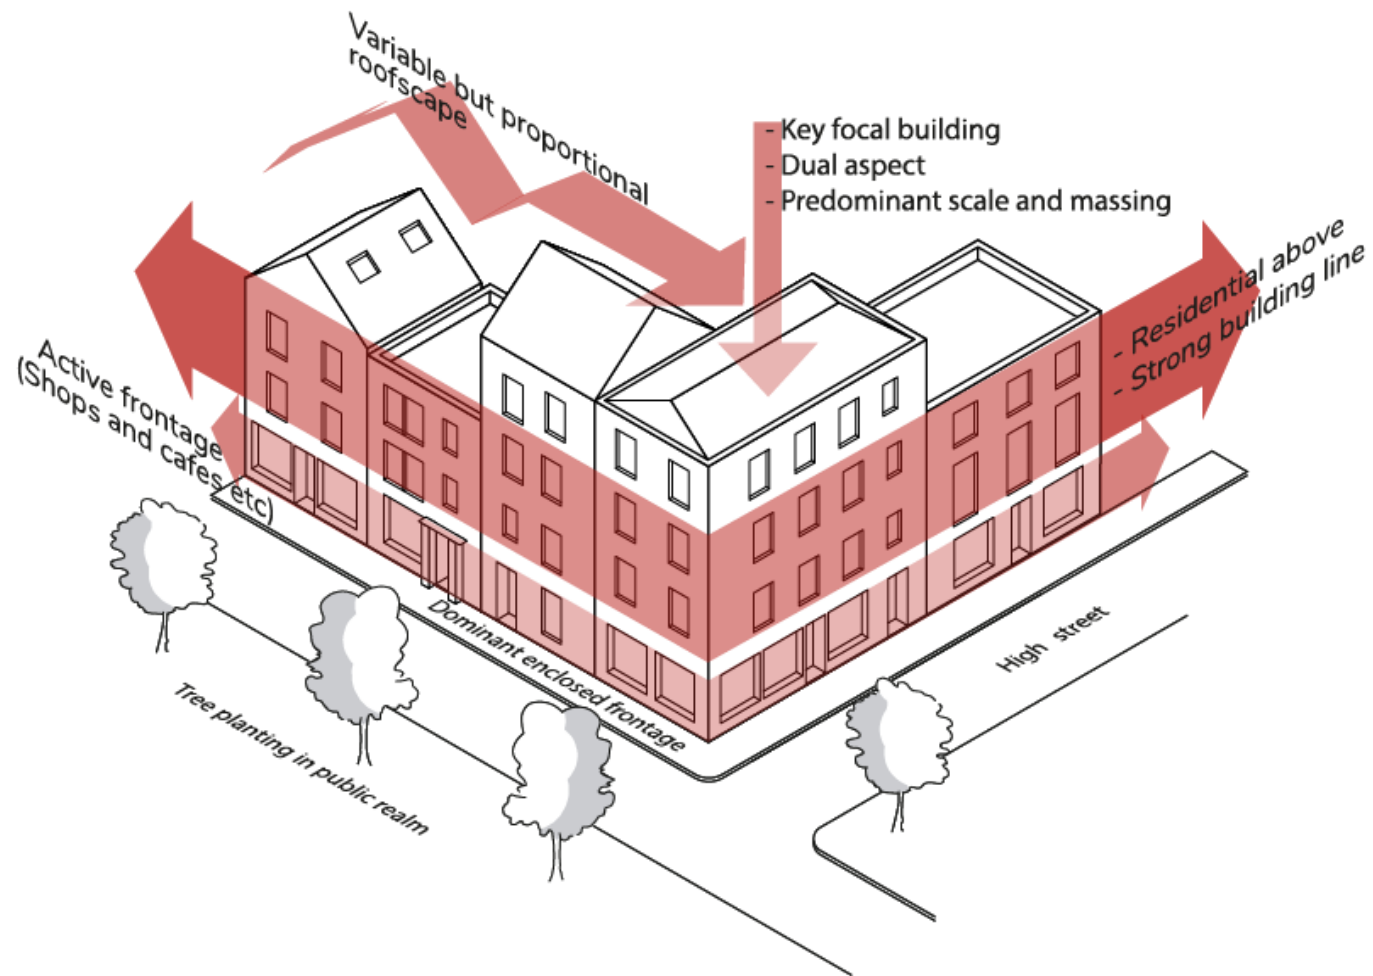 Variable but proportional
roofscape
- Key focal building
- Dual aspect
- Predominant scale and massing
- Residential above
- Strong building line
Active frontage
(Shops and cafes etc)
Dominant enclosed frontage
High street
Tree planting in public realm